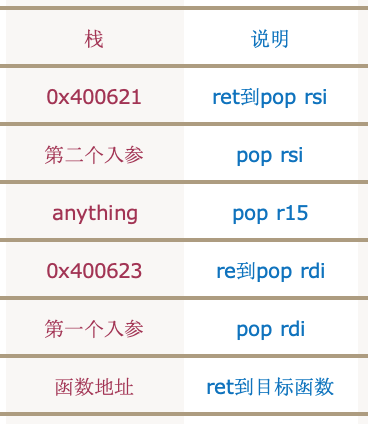 栈 说明
0x400621 ret到pop rsi
第二个入参 pop rsi
anything pop r15
0x400623 re到pop rdi
第一个入参 pop rdi
函数地址 ret到目标函数